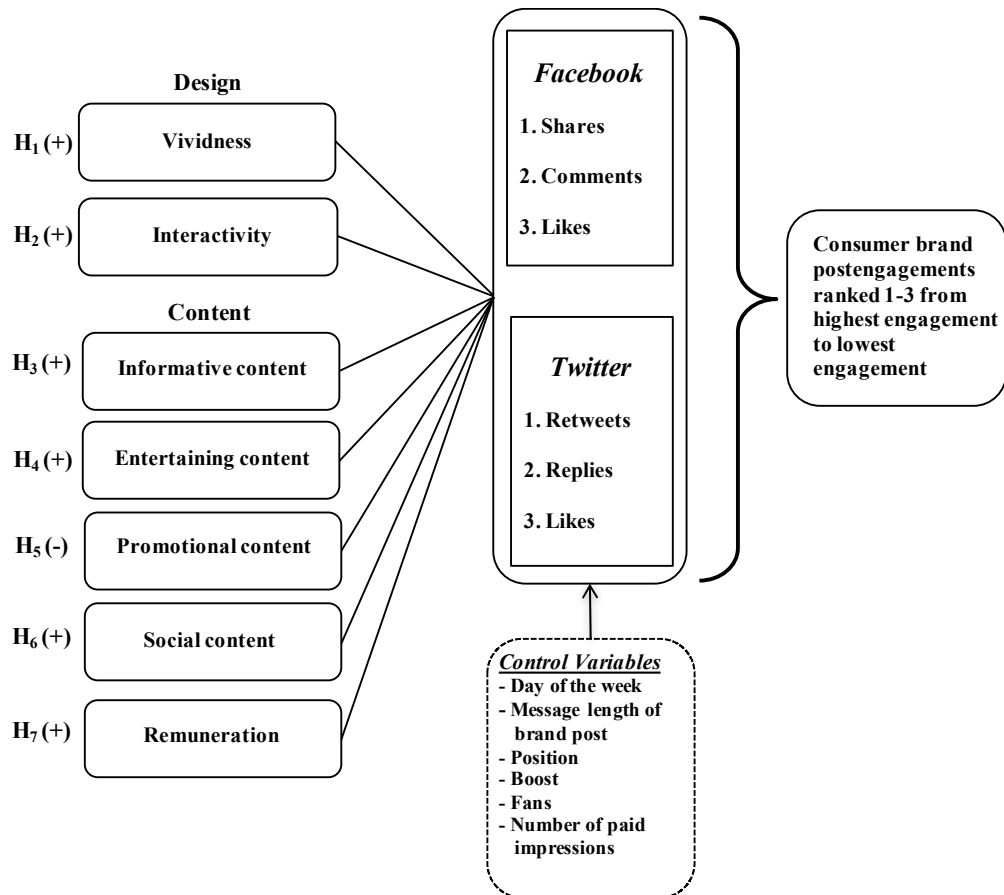 Design
H1 (+)
Vividness
H2 (+)
Interactivity
Content
H3 (+)
Informative content
H4 (+)
Entertaining content
H5 (-)
Promotional content
H6 (+)
Social content
H7 (+)
Remuneration
Facebook
1. Shares
2. Comments
3. Likes
Twitter
1. Retweets
2. Replies
3. Likes
Control Variables
- Day of the week
- Message length of
brand post
- Position
- Boost
- Fans
- Number of paid
impressions
Consumer brand
postengagements
ranked 1-3 from
highest engagement
to lowest
engagement